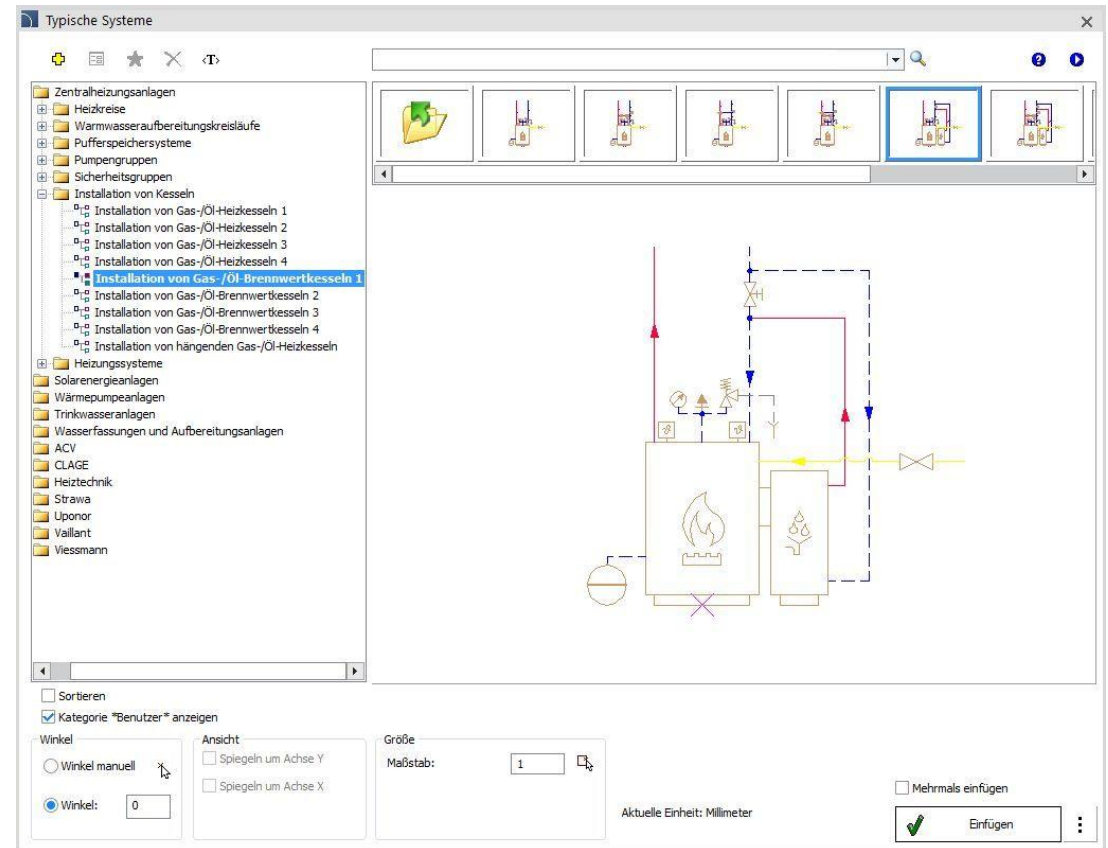 Typische Systeme
<T>
Zentralheizungsanlagen
Heizkreise
Warmwasseraufbereitungskreisläufe
Pufferspeichersysteme
Pumpengruppen
Sicherheitsgruppen
Installation von Kesseln
Installation von Gas-/Öl-Heizkesseln 1
Installation von Gas-/Öl-Heizkesseln 2
Installation von Gas-/Öl-Heizkesseln 3
Installation von Gas-/Öl-Heizkesseln 4
Installation von Gas-/Öl-Brennwertkesseln 1
Installation von Gas-/Öl-Brennwertkesseln 2
Installation von Gas-/Öl-Brennwertkesseln 3
Installation von Gas-/Öl-Brennwertkesseln 4
Installation von hängenden Gas-/Öl-Heizkesseln
Heizungssysteme
Solarenergieanlagen
Wärmepumpeanlagen
Trinkwasseranlagen
Wasserfassungen und Aufbereitungsanlagen
ACV
CLAGE
Heiztechnik
Strawa
Uponor
Vaillant
Viessmann
Sortieren
Kategorie *Benutzer* anzeigen
Winkel
Winkel manuell
Winkel: 0
Ansicht
Spiegeln um Achse Y
Spiegeln um Achse X
Größe
Maßstab: 1
Aktuelle Einheit: Millimeter
Mehrmals einfügen
Einfügen